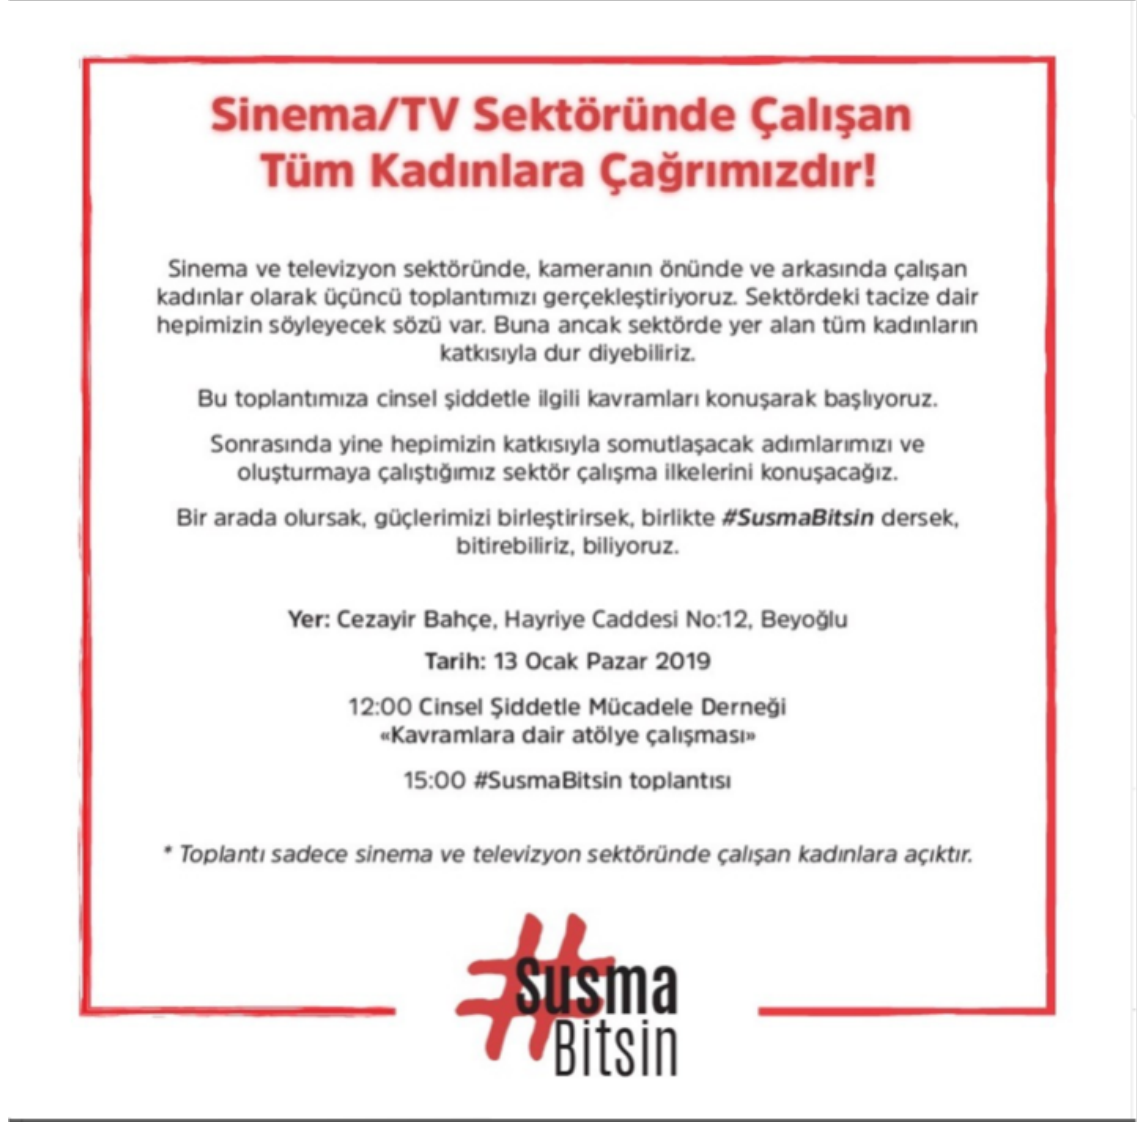 Sinema/TV Sektöründe Çalışan
Tüm Kadınlara Çağrımızdır!
Sinema ve televizyon sektöründe, kameranın önünde ve arkasında çalışan
kadınlar olarak üçüncü toplantımızı gerçekleştiriyoruz. Sektördeki tacize dair
hepimizin söyleyecek sözü var. Buna ancak sektörde yer alan tüm kadınların
katkısıyla dur diyebiliriz.
Bu toplantımıza cinsel şiddetle ilgili kavramları konuşarak başlıyoruz.
Sonrasında yine hepimizin katkısıyla somutlaşacak adımlarımızı ve
oluşturmaya çalıştığımız sektör çalışma ilkelerini konuşacağız.
Bir arada olursak, güçlerimizi birleştirirsek, birlikte #SusmaBitsin dersek,
bitirebiliriz, biliyoruz.
Yer: Cezayir Bahçe, Hayriye Caddesi No:12, Beyoğlu
Tarih: 13 Ocak Pazar 2019
12:00 Cinsel Şiddetle Mücadele Derneği
«Kavramlara dair atölye çalışması»
15:00 #SusmaBitsin toplantısı
* Toplantı sadece sinema ve televizyon sektöründe çalışan kadınlara açıktır.
#Susma
Bitsin